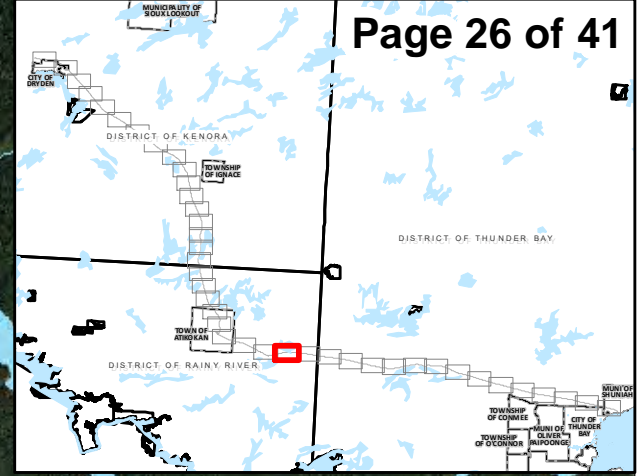 MUNICIPALITY OF
SIOUX LOOKOUT
Page 26 of 41
CITY OF
DRYDEN
DISTRICT OF KENORA
TOWNSHIP
OF IGNACE
DISTRICT OF THUNDER BAY
TOWN OF
ATIKOKAN
DISTRICT OF RAINY RIVER
MUNI OF
SHUNIAH
TOWNSHIP
OF CONMEE
CITY OF
THUNDER
BAY
MUNI OF
OLIVER
PAIPOONGE
TOWNSHIP
OF O'CONNOR